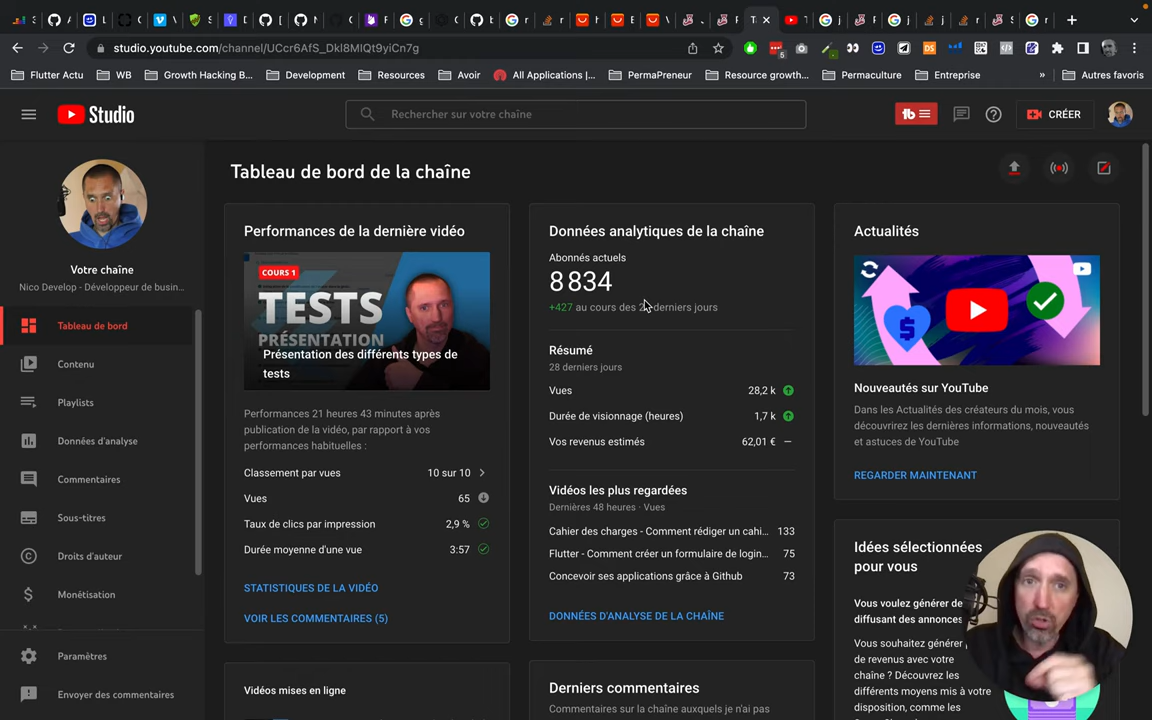 studio.youtube.com/channel/UCcr6AfS_DkI8MIQt9yiCn7g
Flutter Actu
WB
Growth Hacking B...
Development
Resources
Avoir
All Applications |...
PermaPreneur
Resource growth...
Permaculture
Entreprise
»
Autres favoris
Studio
Rechercher sur votre chaîne
CRÉER
Votre chaîne
Nico Develop - Développeur de busin...
Tableau de bord
Contenu
Playlists
Données d'analyse
Commentaires
Sous-titres
Droits d'auteur
Monétisation
Paramètres
Envoyer des commentaires
Tableau de bord de la chaîne
Performances de la dernière vidéo
COURS 1
TESTS
PRÉSENTATION
Présentation des différents types de
tests
Performances 21 heures 43 minutes après
publication de la vidéo, par rapport à vos
performances habituelles :
Classement par vues 10 sur 10
Vues 65
Taux de clics par impression 2,9 %
Durée moyenne d'une vue 3:57
STATISTIQUES DE LA VIDÉO
VOIR LES COMMENTAIRES (5)
Vidéos mises en ligne
Données analytiques de la chaîne
Abonnés actuels
8 834
+427 au cours des derniers jours
Résumé
28 derniers jours
Vues 28,2 k
Durée de visionnage (heures) 1,7 k
Vos revenus estimés 62,01 € —
Vidéos les plus regardées
Dernières 48 heures · Vues
Cahier des charges - Comment rédiger un cahi... 133
Flutter - Comment créer un formulaire de login... 75
Concevoir ses applications grâce à Github 73
DONNÉES D'ANALYSE DE LA CHAÎNE
Derniers commentaires
Commentaires sur la chaîne auxquels je n'ai pas
Actualités
Nouveautés sur YouTube
Dans les Actualités des créateurs du mois, vous
découvrirez les dernières informations, nouveautés
et astuces de YouTube
REGARDER MAINTENANT
Idées sélectionnées
pour vous
Vous voulez générer de
diffuser des annonces
Vous souhaitez générer
de revenus avec votre
chaîne ? Découvrez les
différents moyens mis à votre
disposition, comme les